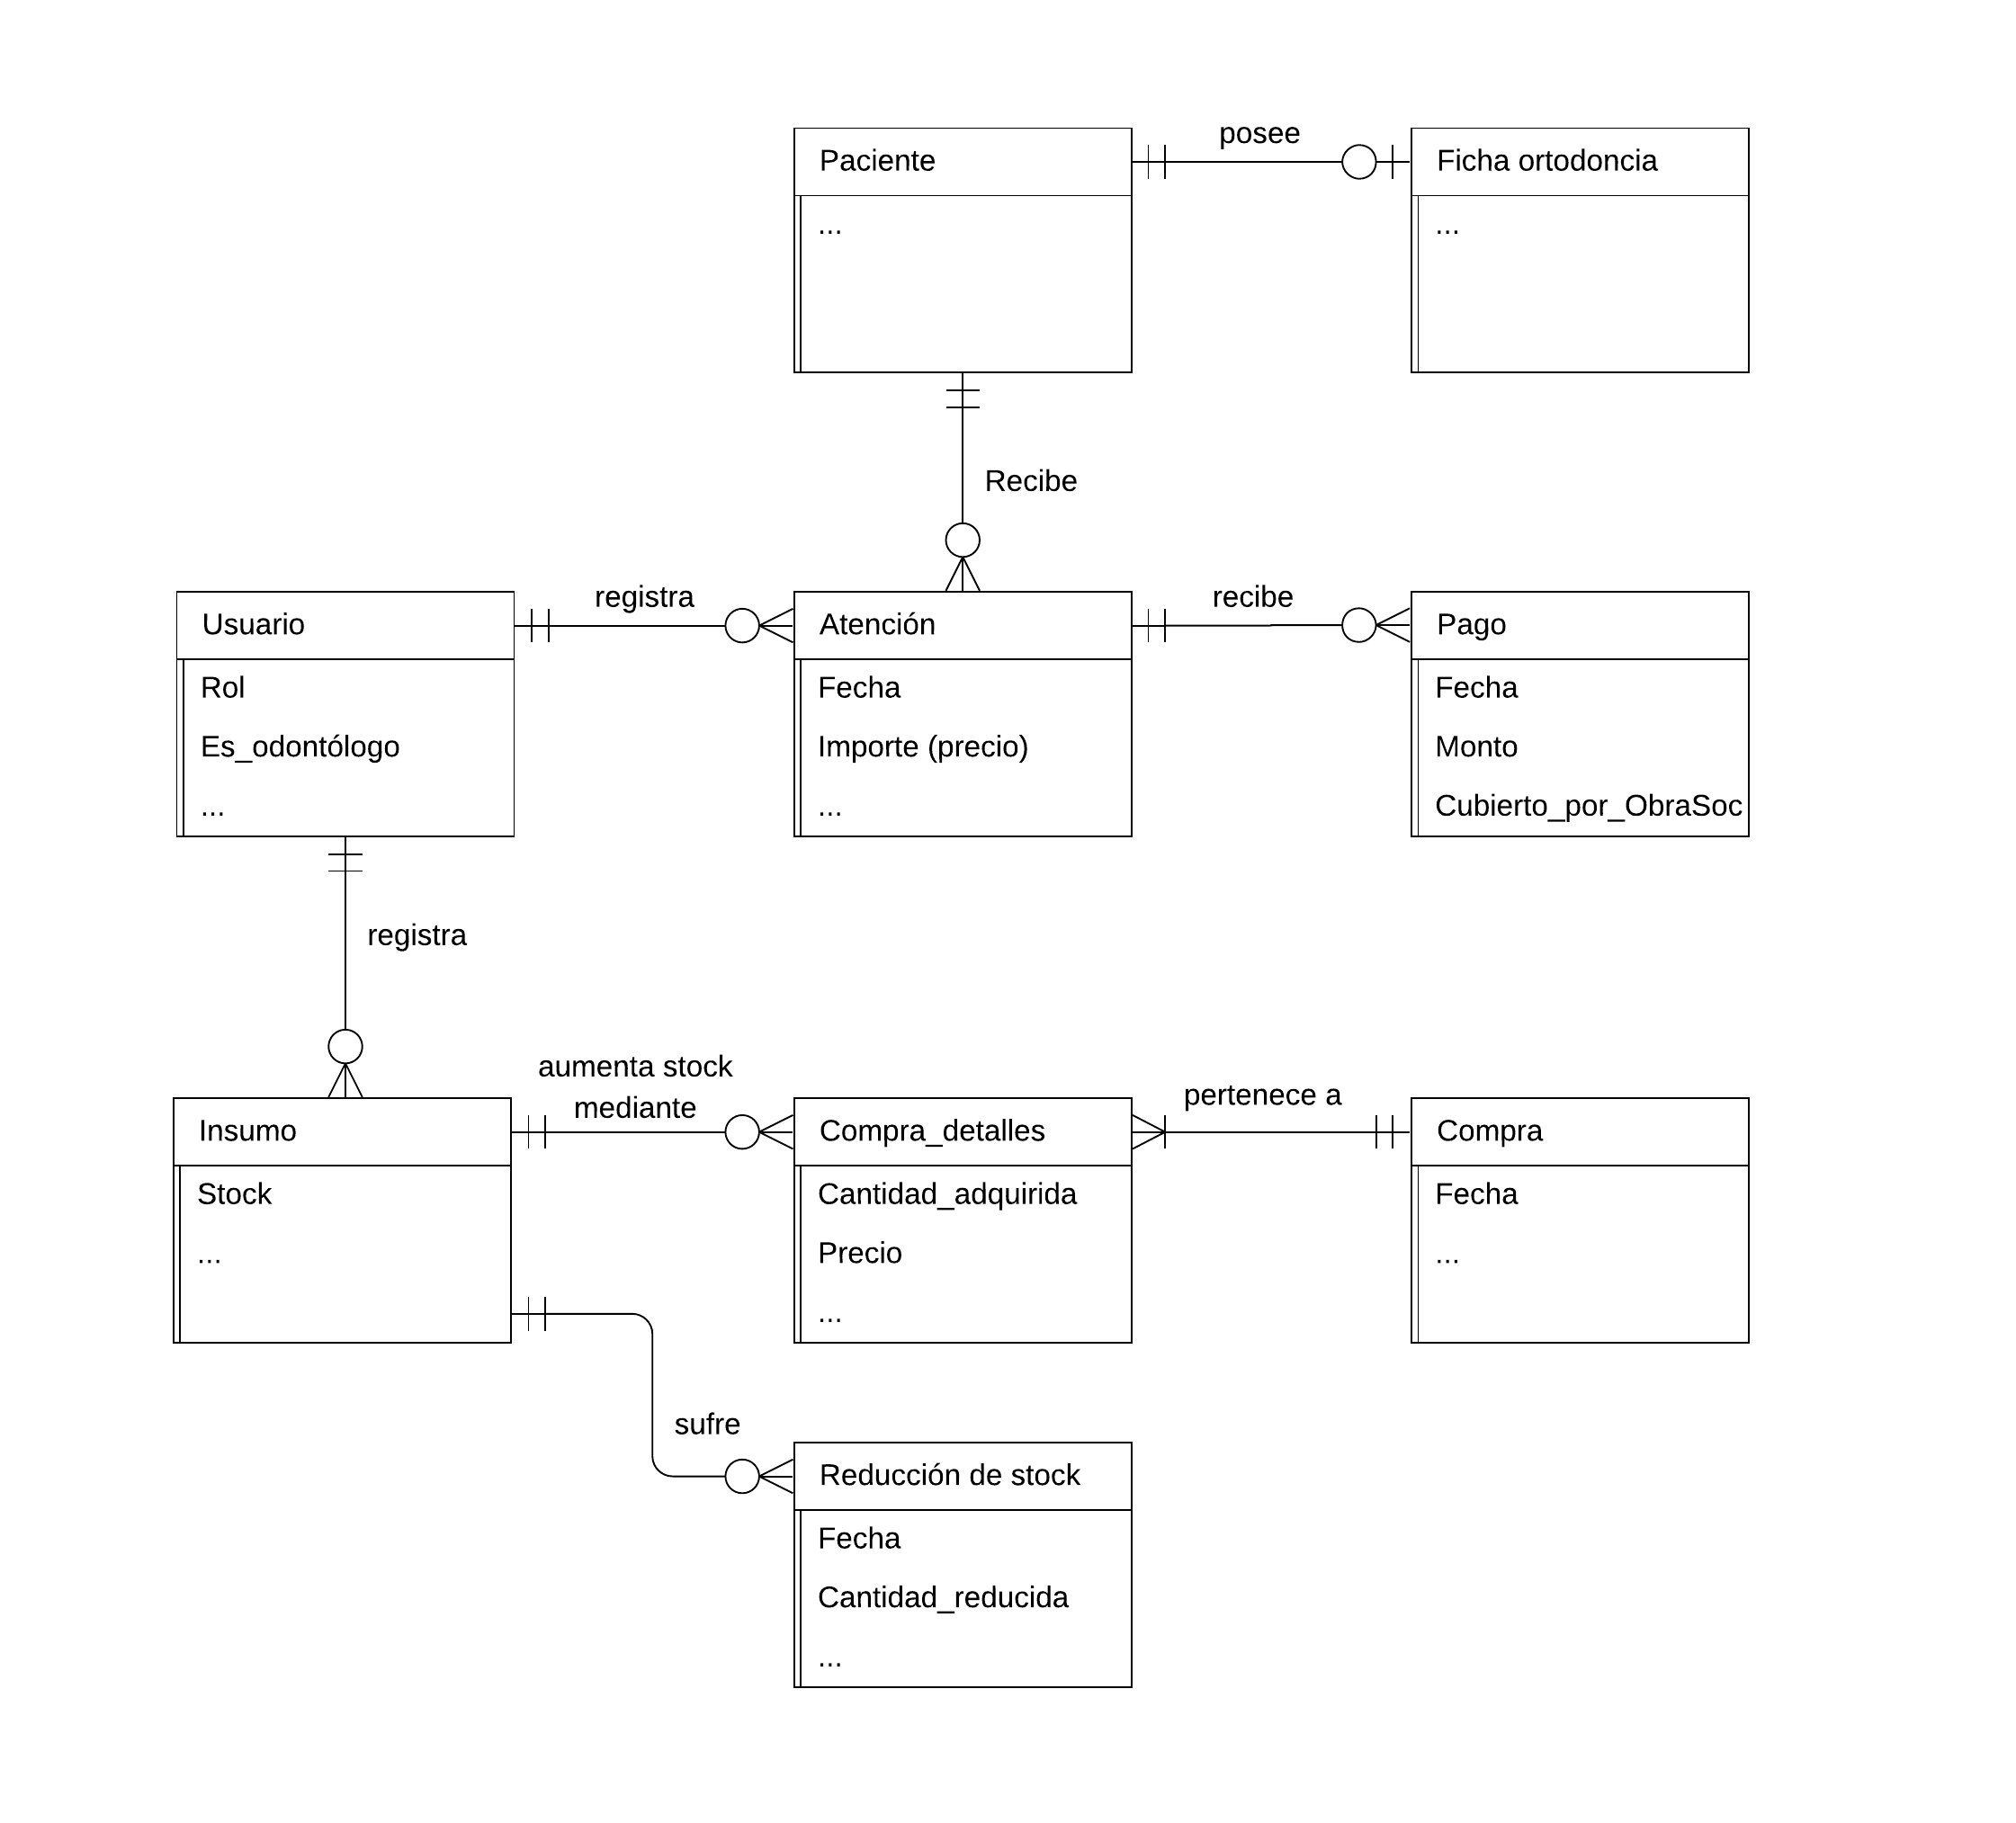 posee
Paciente
Ficha ortodoncia
...
...
Recibe
registra
recibe
Usuario
Atención
Pago
Rol
Fecha
Fecha
Es_odontólogo
Importe (precio)
Monto
...
...
Cubierto_por_ObraSoc
registra
aumenta stock
mediante
pertenece a
Insumo
Compra_detalles
Compra
Stock
Cantidad_adquirida
Fecha
...
Precio
...
...
sufre
Reducción de stock
Fecha
Cantidad_reducida
...